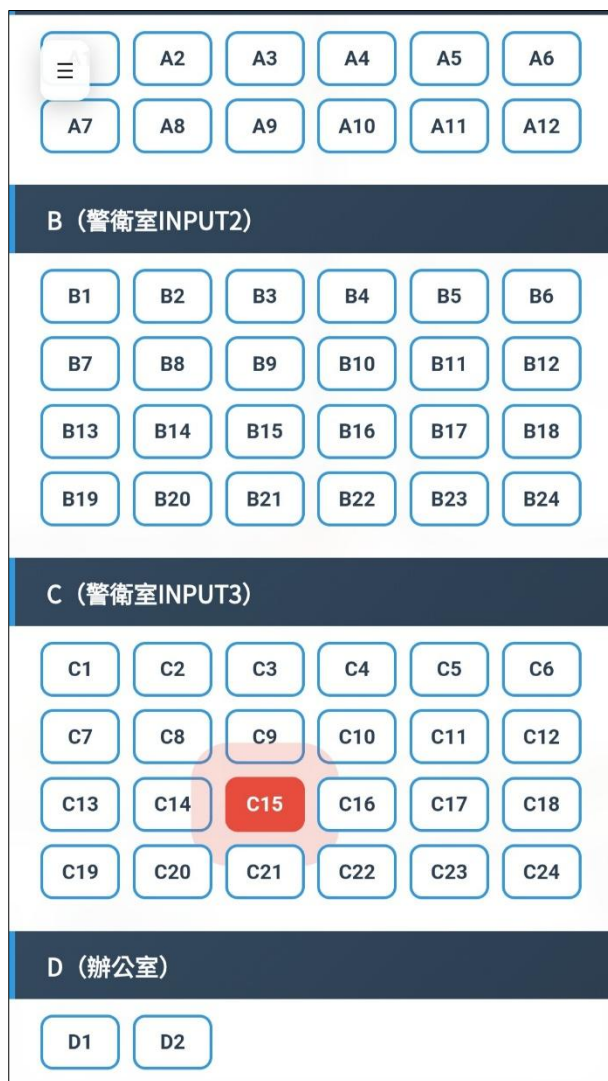 ☰ A2 A3 A4 A5 A6
A7 A8 A9 A10 A11 A12
B（警衛室INPUT2）
B1 B2 B3 B4 B5 B6
B7 B8 B9 B10 B11 B12
B13 B14 B15 B16 B17 B18
B19 B20 B21 B22 B23 B24
C（警衛室INPUT3）
C1 C2 C3 C4 C5 C6
C7 C8 C9 C10 C11 C12
C13 C14 C15 C16 C17 C18
C19 C20 C21 C22 C23 C24
D（辦公室）
D1 D2